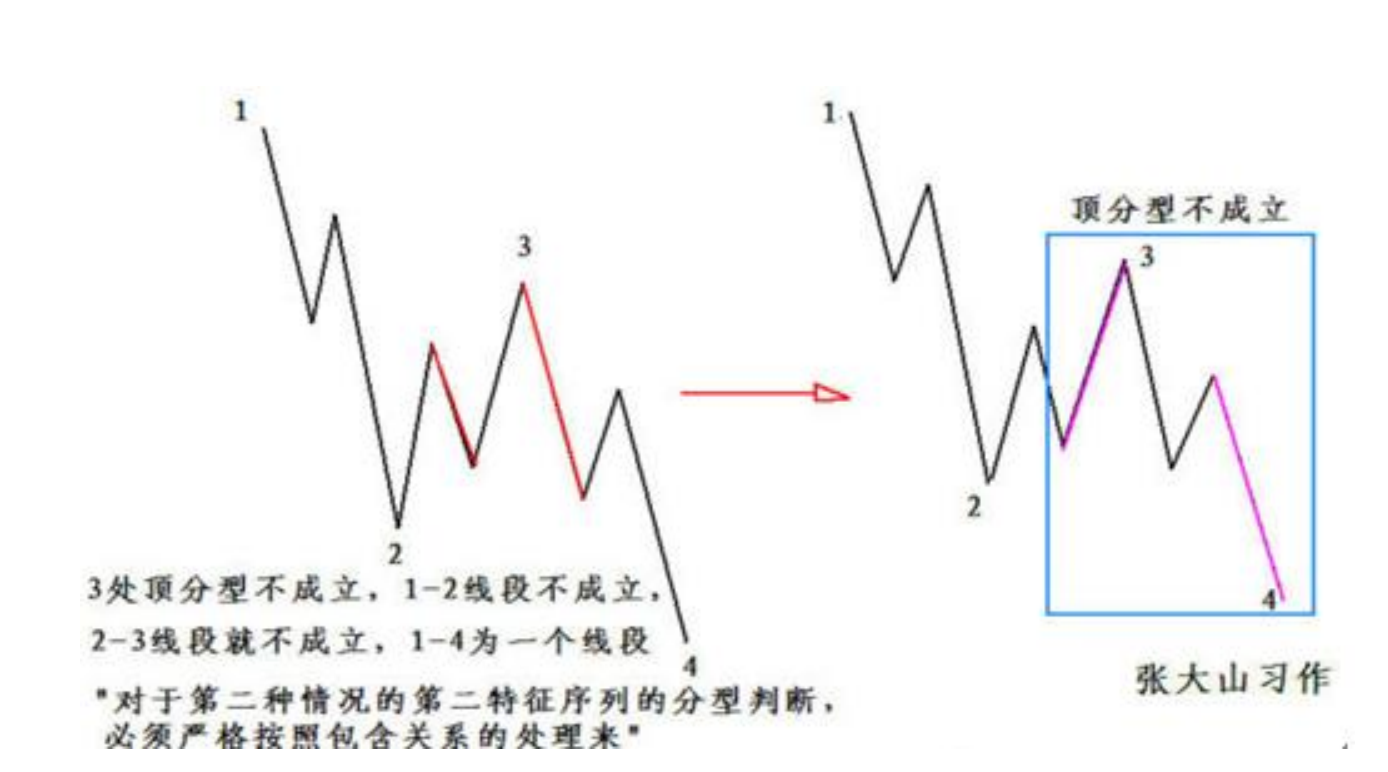 1
1
顶分型不成立
3
3
2
2
4
3处顶分型不成立，1-2线段不成立，
2-3线段就不成立，1-4为一个线段
4
张大山习作
"对于第二种情况的第二特征序列的分型判断，
必须严格按照包含关系的处理来"